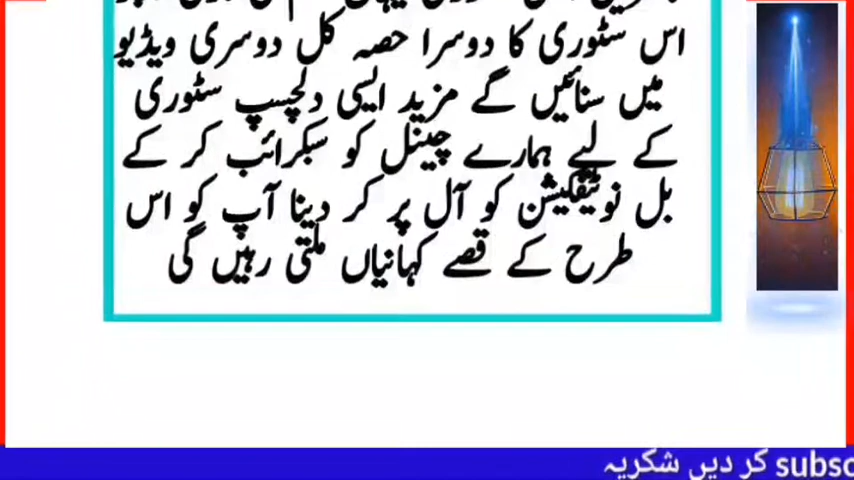 اس سٹوری کا دوسرا حصہ کل دوسری ویڈیو
میں سنائیں گے مزید ایسی دلچسپ سٹوری
کے لیے ہمارے چینل کو سبکرائب کر کے
بل نوٹیفکیشن کو آل پر کر دینا آپ کو اس
طرح کے قصے کہانیاں ملتی رہیں گی
subsc کر دیں شکریہ